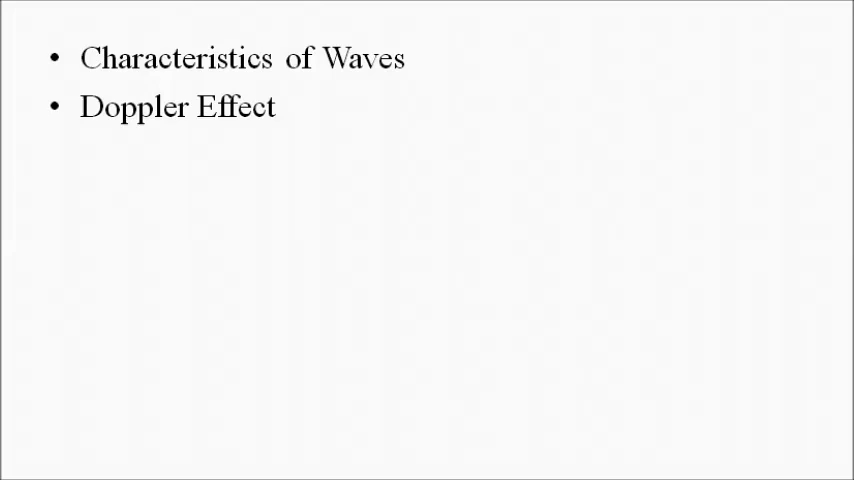 • Characteristics of Waves
• Doppler Effect